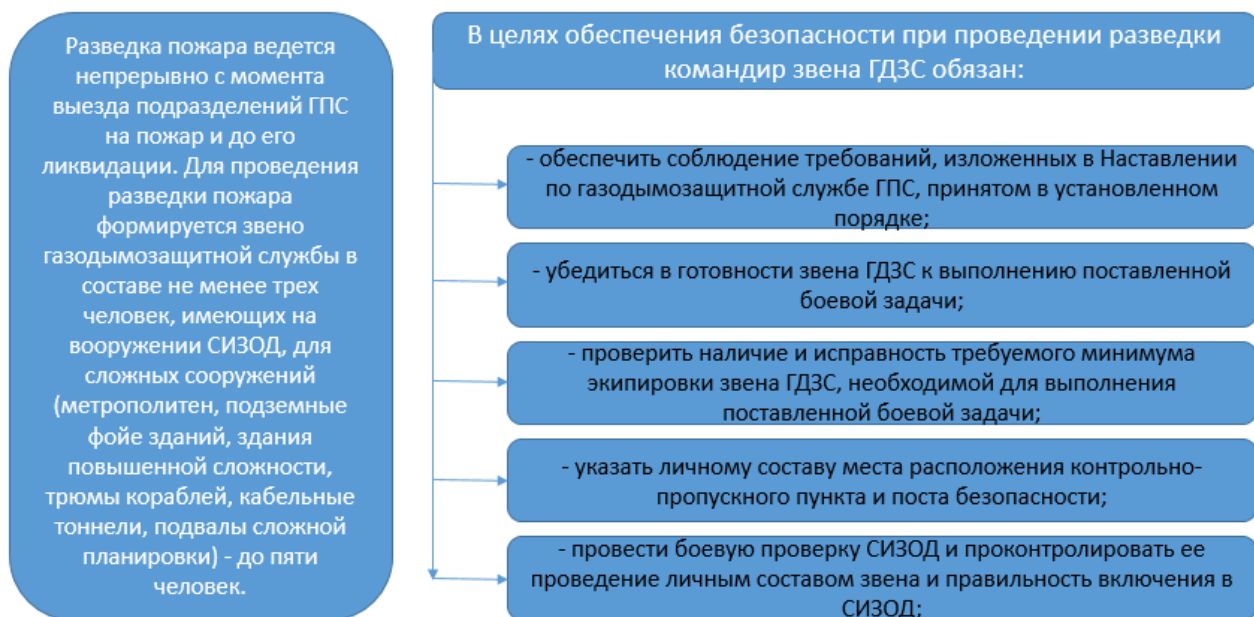 Разведка пожара ведется
непрерывно с момента
выезда подразделений ГПС
на пожар и до его
ликвидации. Для проведения
разведки пожара
формируется звено
газодымозащитной службы в
составе не менее трех
человек, имеющих на
вооружении СИЗОД, для
сложных сооружений
(метрополитен, подземные
фойе зданий, здания
повышенной сложности,
трюмы кораблей, кабельные
тоннели, подвалы сложной
планировки) - до пяти
человек.
В целях обеспечения безопасности при проведении разведки
командир звена ГДЗС обязан:
- обеспечить соблюдение требований, изложенных в Наставлении
по газодымозащитной службе ГПС, принятом в установленном
порядке;
- убедиться в готовности звена ГДЗС к выполнению поставленной
боевой задачи;
- проверить наличие и исправность требуемого минимума
экипировки звена ГДЗС, необходимой для выполнения
поставленной боевой задачи;
- указать личному составу места расположения контрольно-
пропускного пункта и поста безопасности;
- провести боевую проверку СИЗОД и проконтролировать ее
проведение личным составом звена и правильность включения в
СИЗОД;